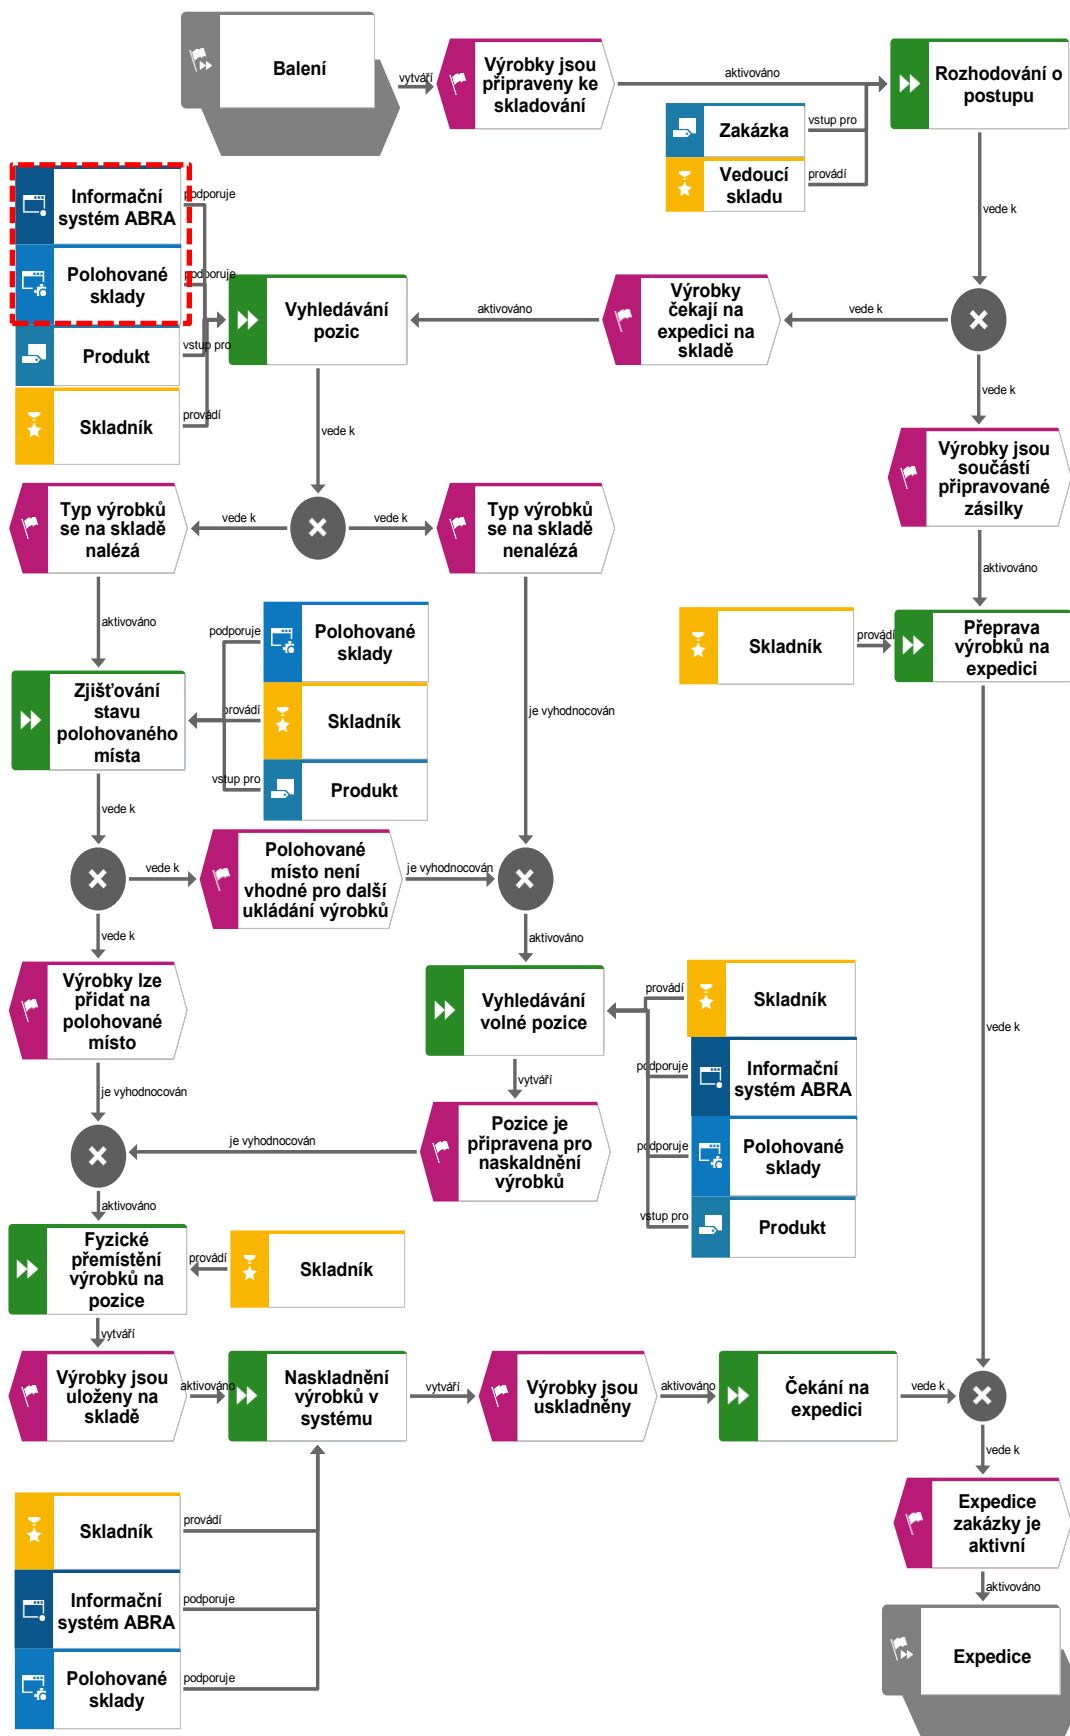 Balení
vytváří
Výrobky jsou
připraveny ke
skladování
aktivováno
Rozhodování o
postupu
Zakázka
vstup pro
Vedoucí
skladu
provádí
vede k
Informační
systém ABRA
podporuje
Polohované
sklady
podporuje
Produkt
vstup pro
Skladník
provádí
Vyhledávání
pozic
aktivováno
Výrobky
čekají na
expedici na
skladě
vede k
vede k
vede k
Výrobky jsou
součástí
připravované
zásilky
Typ výrobků
se na skladě
nalézá
vede k
vede k
Typ výrobků
se na skladě
nenalézá
aktivováno
aktivováno
podporuje
Polohované
sklady
Skladník
provádí
Přeprava
výrobků na
expedici
Zjišťování
stavu
polohovaného
místa
provádí
Skladník
je vyhodnocován
vstup pro
Produkt
vede k
vede k
Polohované
místo není
vhodné pro další
ukládání výrobků
je vyhodnocován
vede k
aktivováno
Výrobky lze
přidat na
polohované
místo
Vyhledávání
volné pozice
provádí
Skladník
vede k
podporuje
Informační
systém ABRA
vytváří
je vyhodnocován
je vyhodnocován
Pozice je
připravena pro
naskaldnění
výrobků
podporuje
Polohované
sklady
vstup pro
Produkt
aktivováno
Fyzické
přemístění
výrobků na
pozice
provádí
Skladník
vytváří
Výrobky jsou
uloženy na
skladě
aktivováno
Naskladnění
výrobků v
systému
vytváří
Výrobky jsou
uskladněny
aktivováno
Čekání na
expedici
vede k
vede k
Skladník
provádí
Informační
systém ABRA
podporuje
Polohované
sklady
podporuje
Expedice
zakázky je
aktivní
aktivováno
Expedice